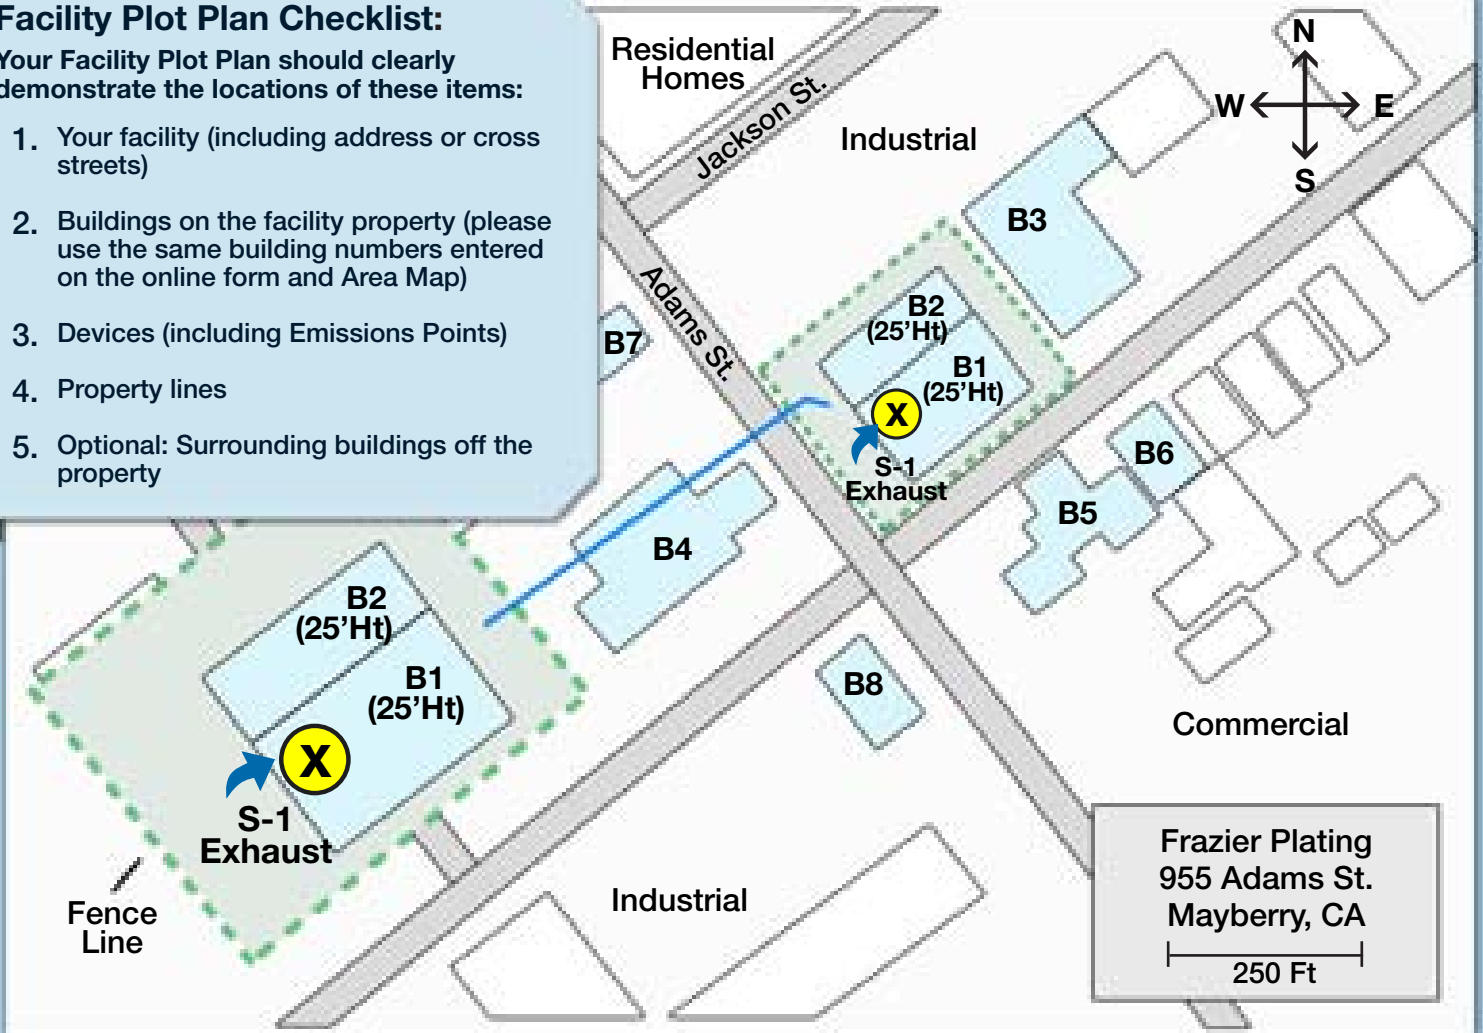 Facility Plot Plan Checklist:
Your Facility Plot Plan should clearly
demonstrate the locations of these items:
1. Your facility (including address or cross
streets)
2. Buildings on the facility property (please
use the same building numbers entered
on the online form and Area Map)
3. Devices (including Emissions Points)
4. Property lines
5. Optional: Surrounding buildings off the
property
Residential
Homes
Jackson St.
Industrial
N
W
E
S
B3
Adams St.
B7
B2
(25'Ht)
B1
(25'Ht)
X
S-1
Exhaust
B6
B5
B4
B2
(25'Ht)
B1
(25'Ht)
X
S-1
Exhaust
B8
Commercial
Fence
Line
Industrial
Frazier Plating
955 Adams St.
Mayberry, CA
250 Ft